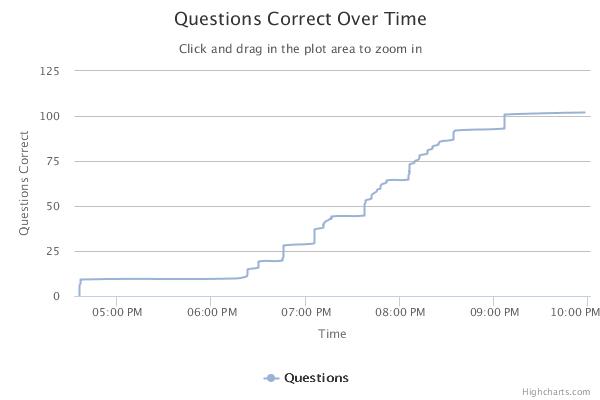 Questions Correct Over Time
Click and drag in the plot area to zoom in
Questions Correct
125
100
75
50
25
0
05:00 PM 06:00 PM 07:00 PM 08:00 PM 09:00 PM 10:00 PM
Time
Questions
Highcharts.com